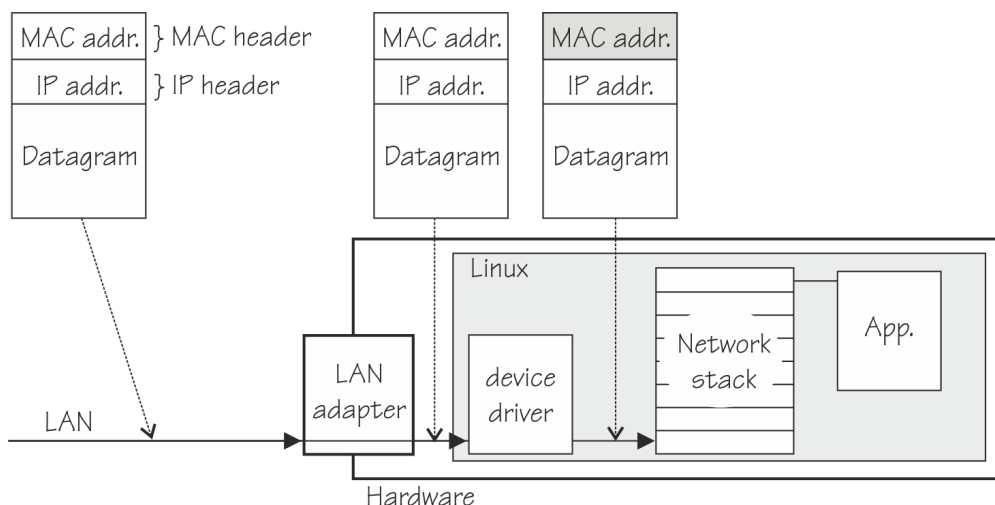 MAC addr. } MAC header
IP addr. } IP header
Datagram
MAC addr.
IP addr.
Datagram
MAC addr.
IP addr.
Datagram
Linux
LAN
LAN
adapter
device
driver
Network
stack
App.
Hardware